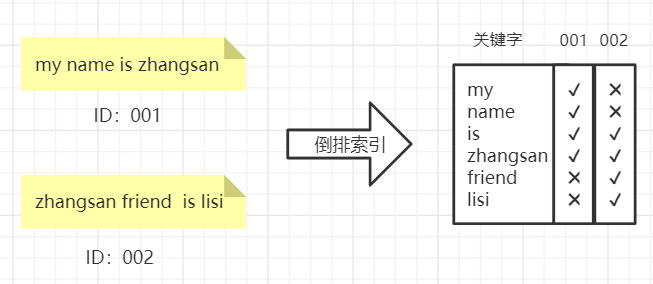 my name is zhangsan
ID：001
zhangsan friend  is lisi
ID：002
倒排索引
关键字 001 002
my ✓ ✕
name ✓ ✕
is ✓ ✓
zhangsan ✓ ✓
friend ✕ ✓
lisi ✕ ✓